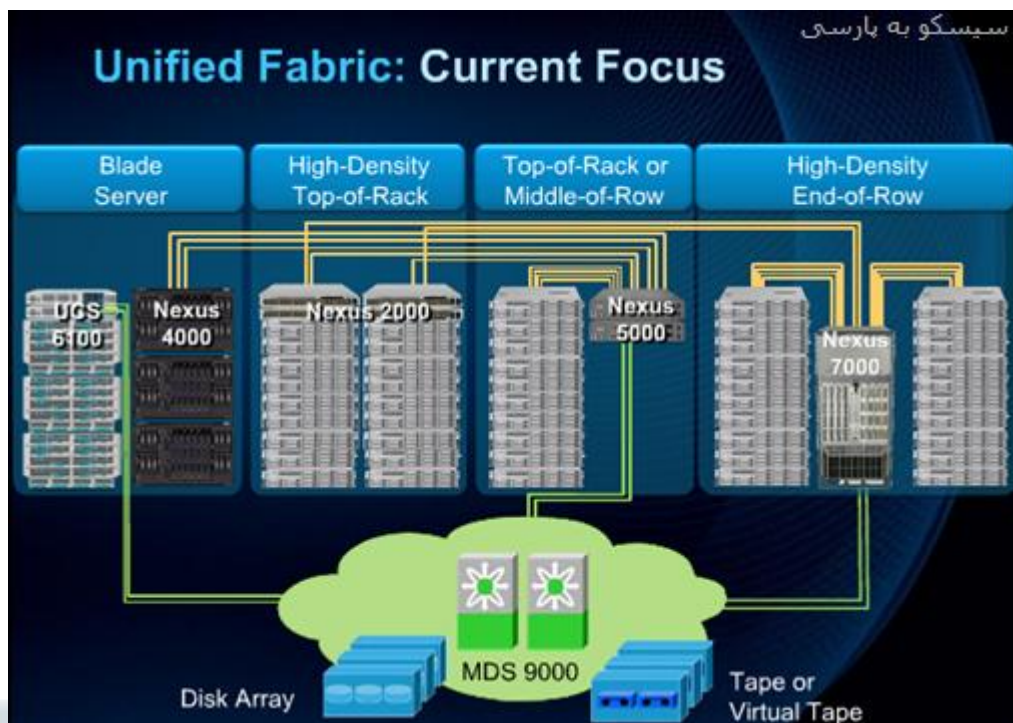 سیسکو به پارسی
Unified Fabric: Current Focus
Blade
Server
High-Density
Top-of-Rack
Top-of-Rack or
Middle-of-Row
High-Density
End-of-Row
UCS
6100
Nexus
4000
Nexus 2000
Nexus
5000
Nexus
7000
MDS 9000
Disk Array
Tape or
Virtual Tape